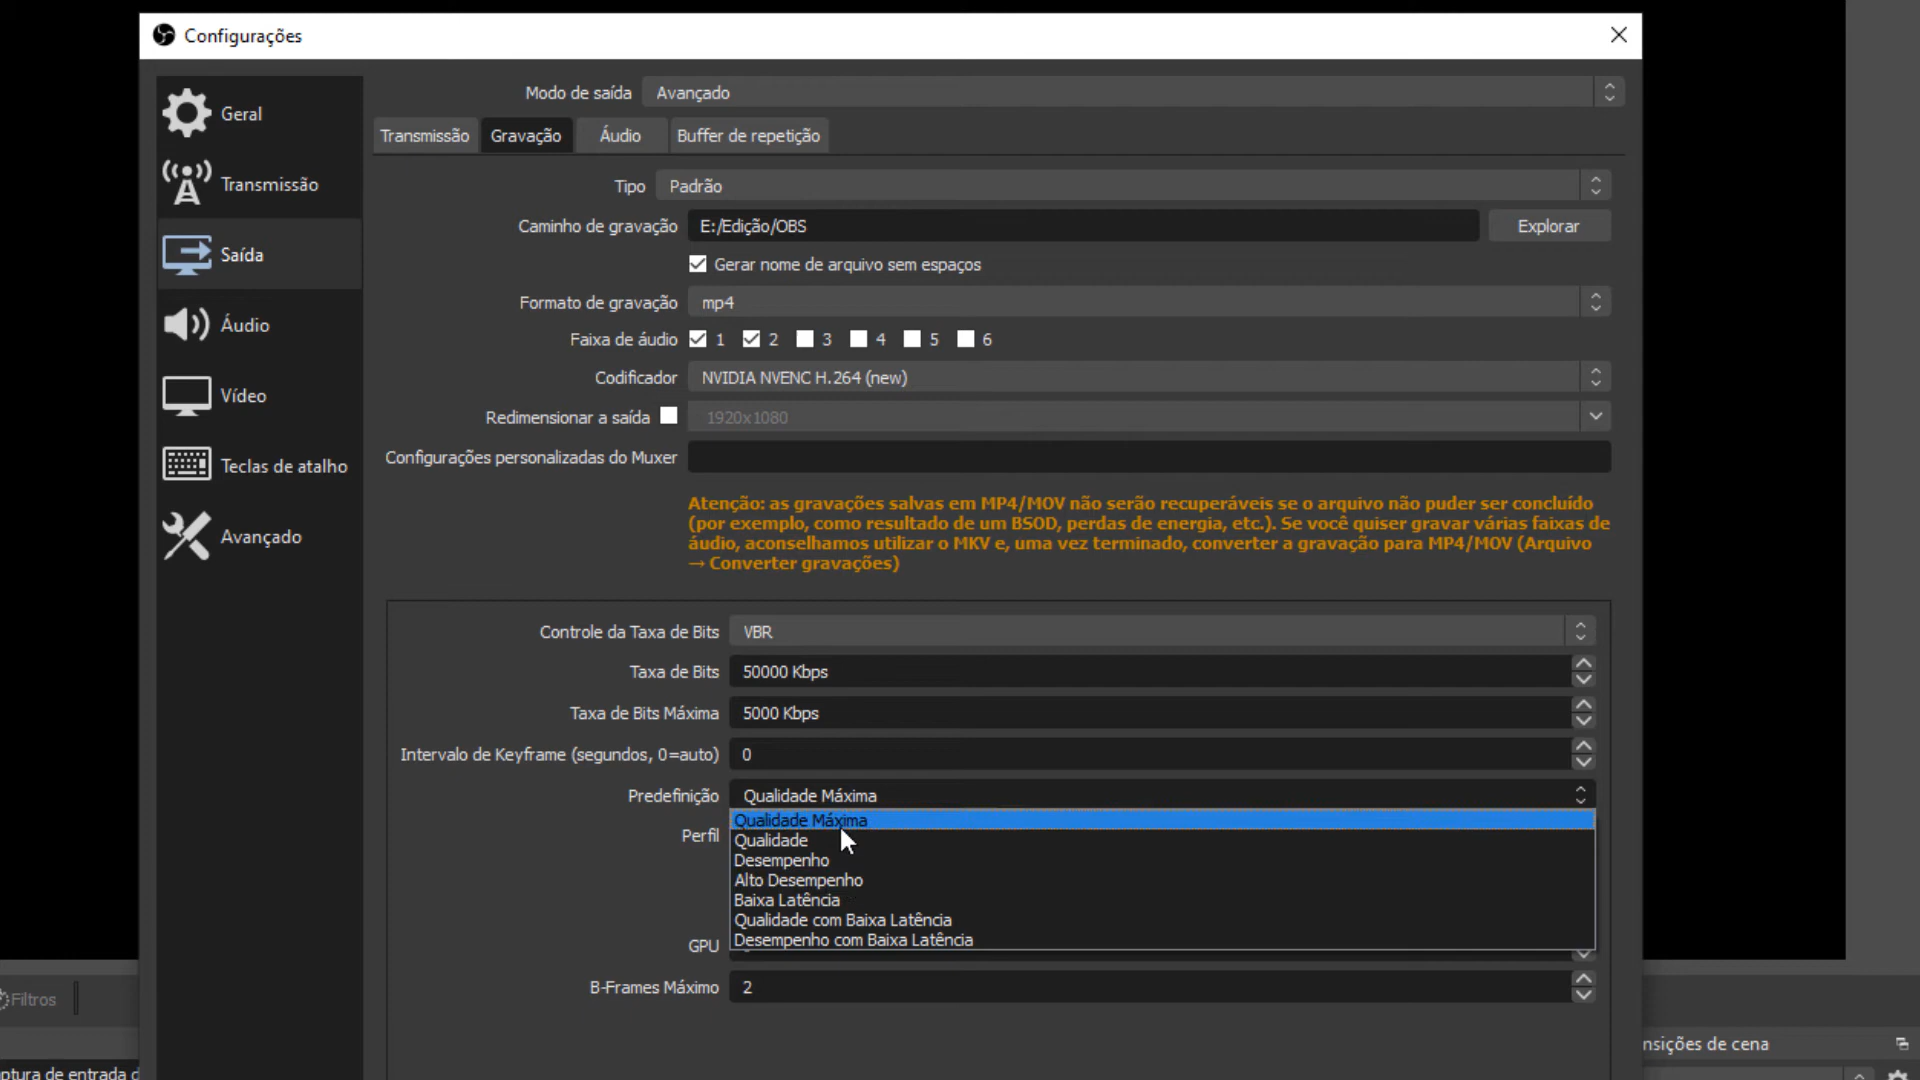 Configurações
Geral
Transmissão
Saída
Áudio
Vídeo
Teclas de atalho
Avançado
Modo de saída Avançado
Transmissão Gravação Áudio Buffer de repetição
Tipo Padrão
Caminho de gravação E:/Edição/OBS Explorar
Gerar nome de arquivo sem espaços
Formato de gravação mp4
Faixa de áudio 1 2 3 4 5 6
Codificador NVIDIA NVENC H.264 (new)
Redimensionar a saída 1920x1080
Configurações personalizadas do Muxer
Atenção: as gravações salvas em MP4/MOV não serão recuperáveis se o arquivo não puder ser concluído
(por exemplo, como resultado de um BSOD, perdas de energia, etc.). Se você quiser gravar várias faixas de
áudio, aconselhamos utilizar o MKV e, uma vez terminado, converter a gravação para MP4/MOV (Arquivo
→ Converter gravações)
Controle da Taxa de Bits VBR
Taxa de Bits 50000 Kbps
Taxa de Bits Máxima 5000 Kbps
Intervalo de Keyframe (segundos, 0=auto) 0
Predefinição Qualidade Máxima
Qualidade Máxima
Perfil
Qualidade
Desempenho
Alto Desempenho
Baixa Latência
Qualidade com Baixa Latência
Desempenho com Baixa Latência
GPU
B-Frames Máximo 2
Filtros
nsições de cena
ptura de entrada d